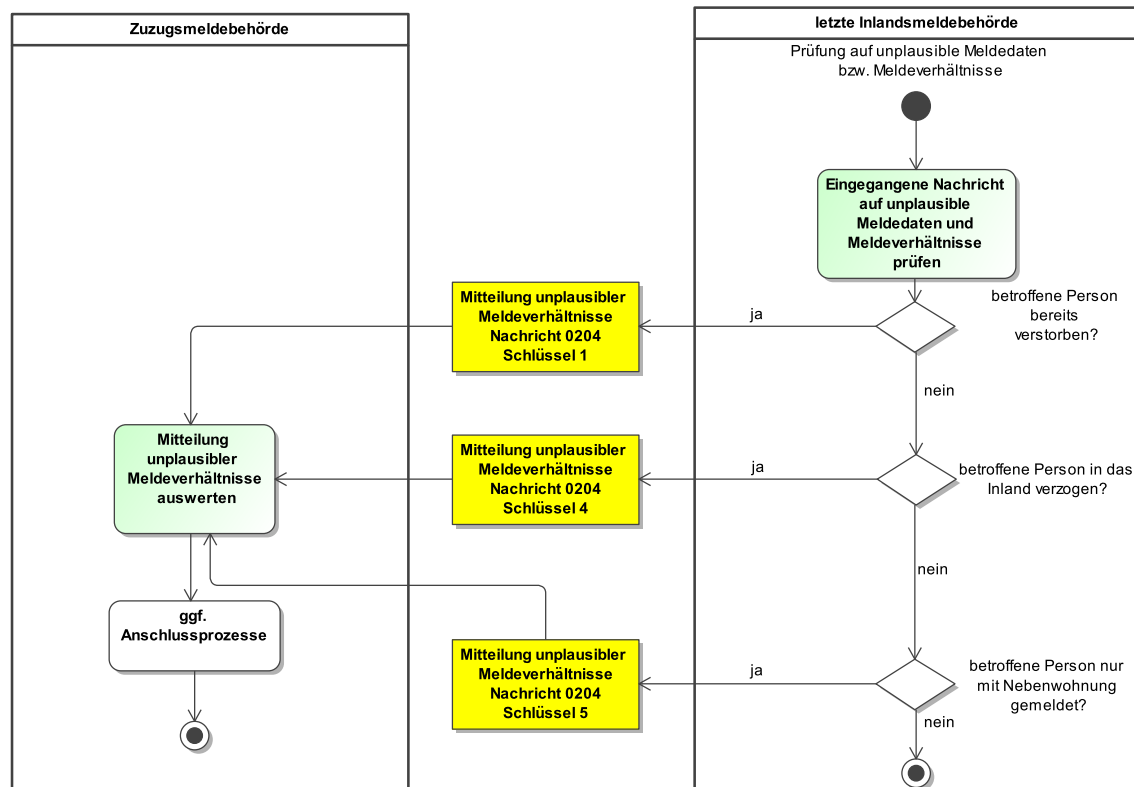 Zuzugsmeldebehörde
letzte Inlandsmeldebehörde
Prüfung auf unplausible Meldedaten
bzw. Meldeverhältnisse
Eingegangene Nachricht
auf unplausible
Meldedaten und
Meldeverhältnisse
prüfen
betroffene Person
bereits
verstorben?
ja
Mitteilung unplausibler
Meldeverhältnisse
Nachricht 0204
Schlüssel 1
nein
Mitteilung
unplausibler
Meldeverhältnisse
auswerten
Mitteilung unplausibler
Meldeverhältnisse
Nachricht 0204
Schlüssel 4
ja
betroffene Person in das
Inland verzogen?
nein
ggf.
Anschlussprozesse
Mitteilung unplausibler
Meldeverhältnisse
Nachricht 0204
Schlüssel 5
ja
betroffene Person nur
mit Nebenwohnung
gemeldet?
nein